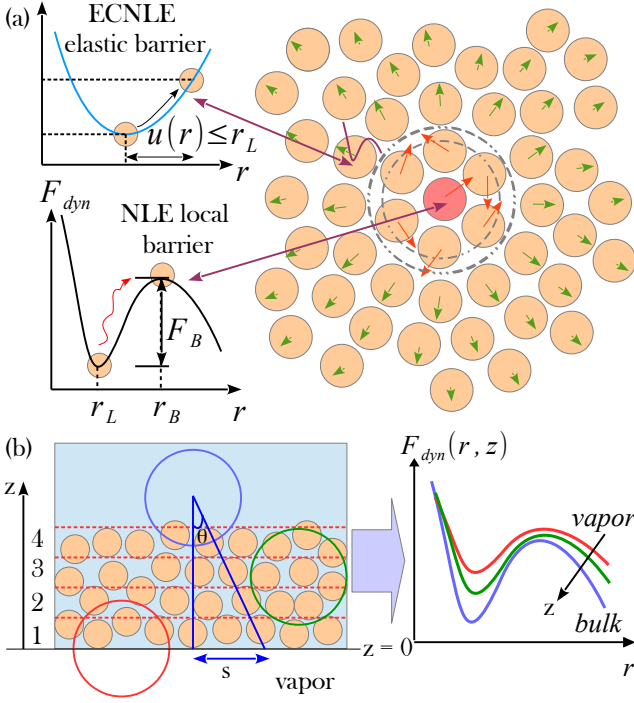 (a)
ECNLE
elastic barrier
u(r)≤r_L
r
F_dyn
NLE local
barrier
F_B
r_L
r_B
r
(b)
z
4
3
2
1
θ
s
z = 0
vapor
F_dyn(r, z)
vapor
z
bulk
r